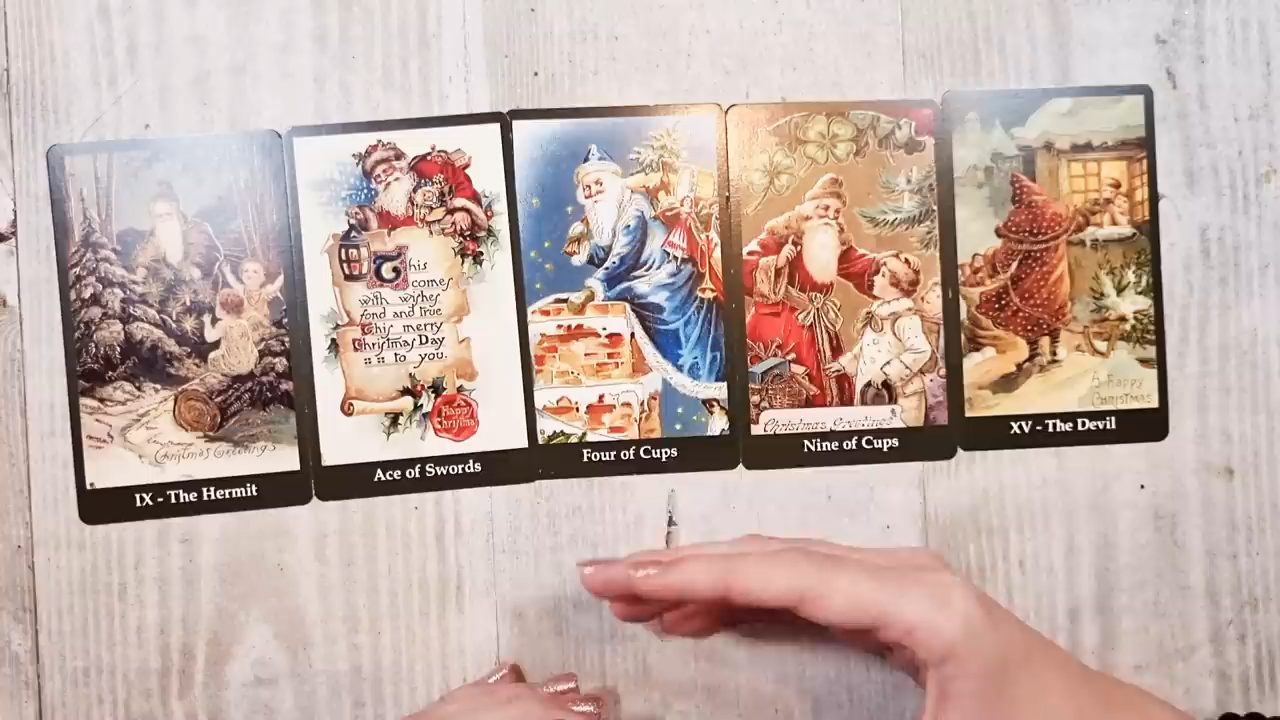 Christmas Greetings
IX - The Hermit
This
comes
with wishes
fond and true
this merry
Christmas Day
to you.
A
Happy
Christmas
Ace of Swords
Four of Cups
Christmas Greetings
Nine of Cups
A Happy
Christmas
XV - The Devil